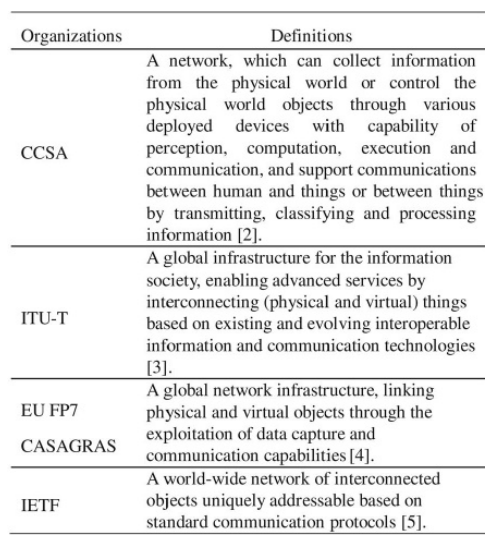 Organizations Definitions
A network, which can collect information
from the physical world or control the
physical world objects through various
deployed devices with capability of
perception, computation, execution and
CCSA
communication, and support communications
between human and things or between things
by transmitting, classifying and processing
information [2].
A global infrastructure for the information
society, enabling advanced services by
ITU-T
interconnecting (physical and virtual) things
based on existing and evolving interoperable
information and communication technologies
[3].
EU FP7
CASAGRAS
A global network infrastructure, linking
physical and virtual objects through the
exploitation of data capture and
communication capabilities [4].
IETF
A world-wide network of interconnected
objects uniquely addressable based on
standard communication protocols [5].